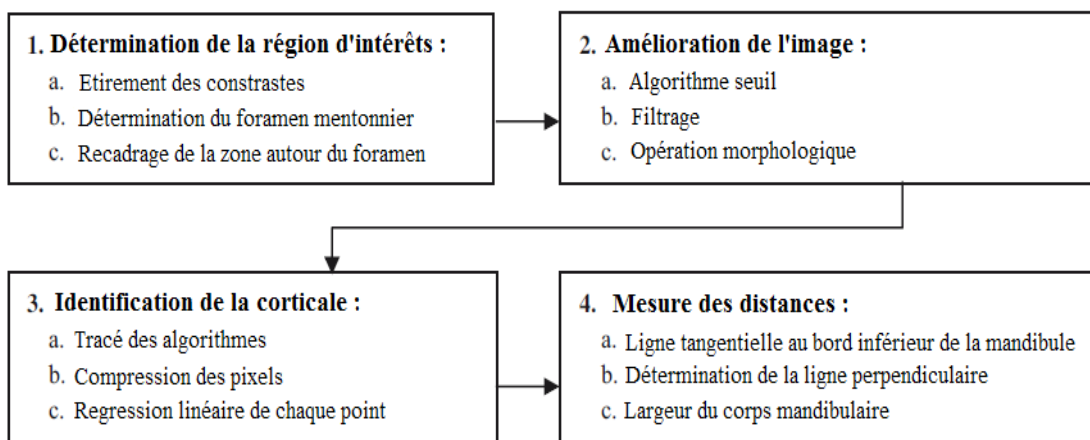 1. Détermination de la région d'intérêts :
a. Etirement des constrastes
b. Détermination du foramen mentonnier
c. Recadrage de la zone autour du foramen
2. Amélioration de l'image :
a. Algorithme seuil
b. Filtrage
c. Opération morphologique
3. Identification de la corticale :
a. Tracé des algorithmes
b. Compression des pixels
c. Regression linéaire de chaque point
4. Mesure des distances :
a. Ligne tangentielle au bord inférieur de la mandibule
b. Détermination de la ligne perpendiculaire
c. Largeur du corps mandibulaire